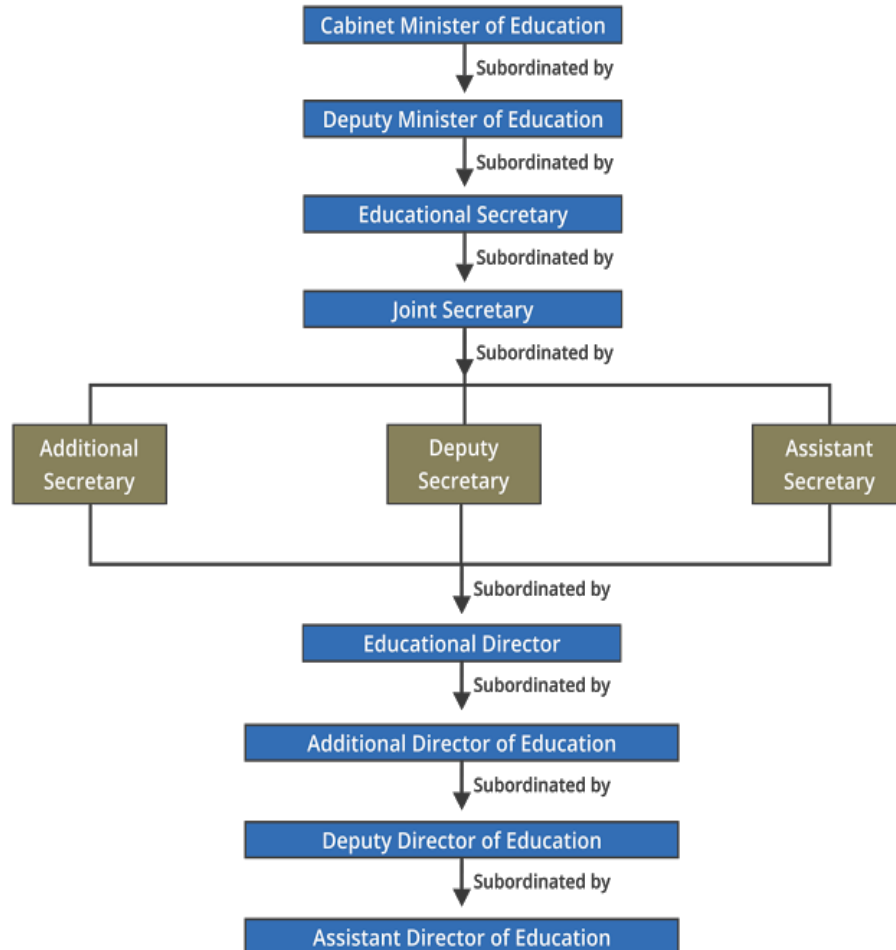 Cabinet Minister of Education
Subordinated by
Deputy Minister of Education
Subordinated by
Educational Secretary
Subordinated by
Joint Secretary
Subordinated by
Additional
Secretary
Deputy
Secretary
Assistant
Secretary
Subordinated by
Educational Director
Subordinated by
Additional Director of Education
Subordinated by
Deputy Director of Education
Subordinated by
Assistant Director of Education